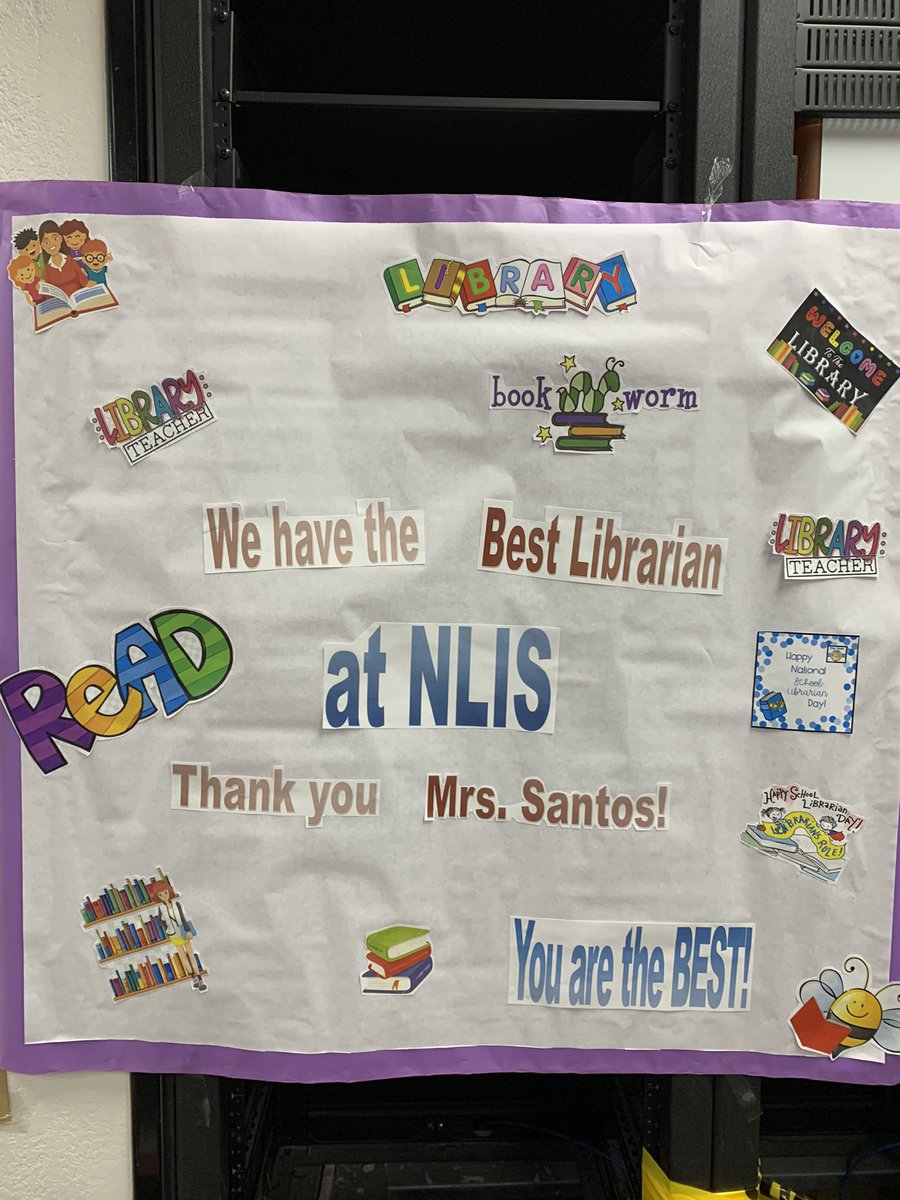 LIBRARY
WELCOME
To The
LIBRARY
book worm
LIBRARY
TEACHER
We have the Best Librarian
LIBRARY
TEACHER
READ
at NLIS
Happy
National
School
Librarian
Day!
Thank you Mrs. Santos!
HAPPY SCHOOL
LIBRARIAN
DAY!
LIBRARIANS RULE!
You are the BEST!